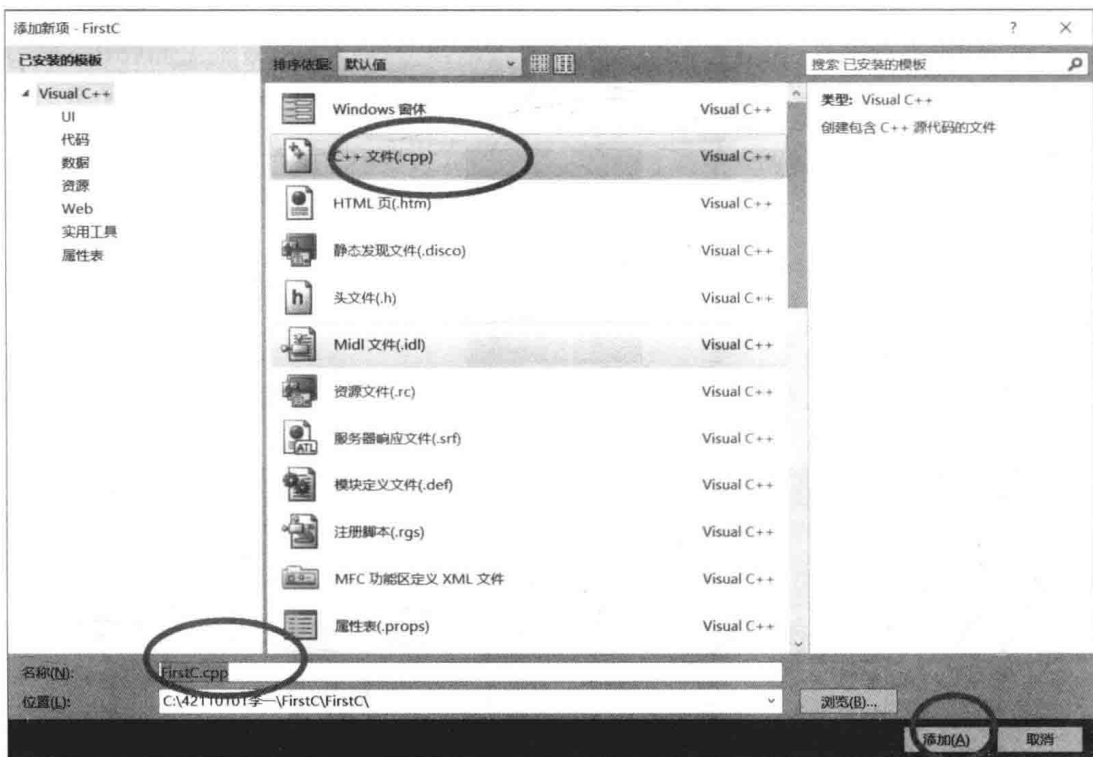 添加新项 - FirstC
? ×
已安装的模板
排序依据: 默认值
搜索 已安装的模板
Visual C++
UI
代码
数据
资源
Web
实用工具
属性表
Windows 窗体 Visual C++
C++ 文件(.cpp) Visual C++
HTML 页(.htm) Visual C++
静态发现文件(.disco) Visual C++
h 头文件(.h) Visual C++
Midl 文件(.idl) Visual C++
资源文件(.rc) Visual C++
ATL 服务器响应文件(.srf) Visual C++
模块定义文件(.def) Visual C++
注册脚本(.rgs) Visual C++
MFC 功能区定义 XML 文件 Visual C++
属性表(.props) Visual C++
类型: Visual C++
创建包含 C++ 源代码的文件
名称(N): FirstC.cpp
位置(L): C:\42110101李一\FirstC\FirstC\
浏览(B)...
添加(A) 取消